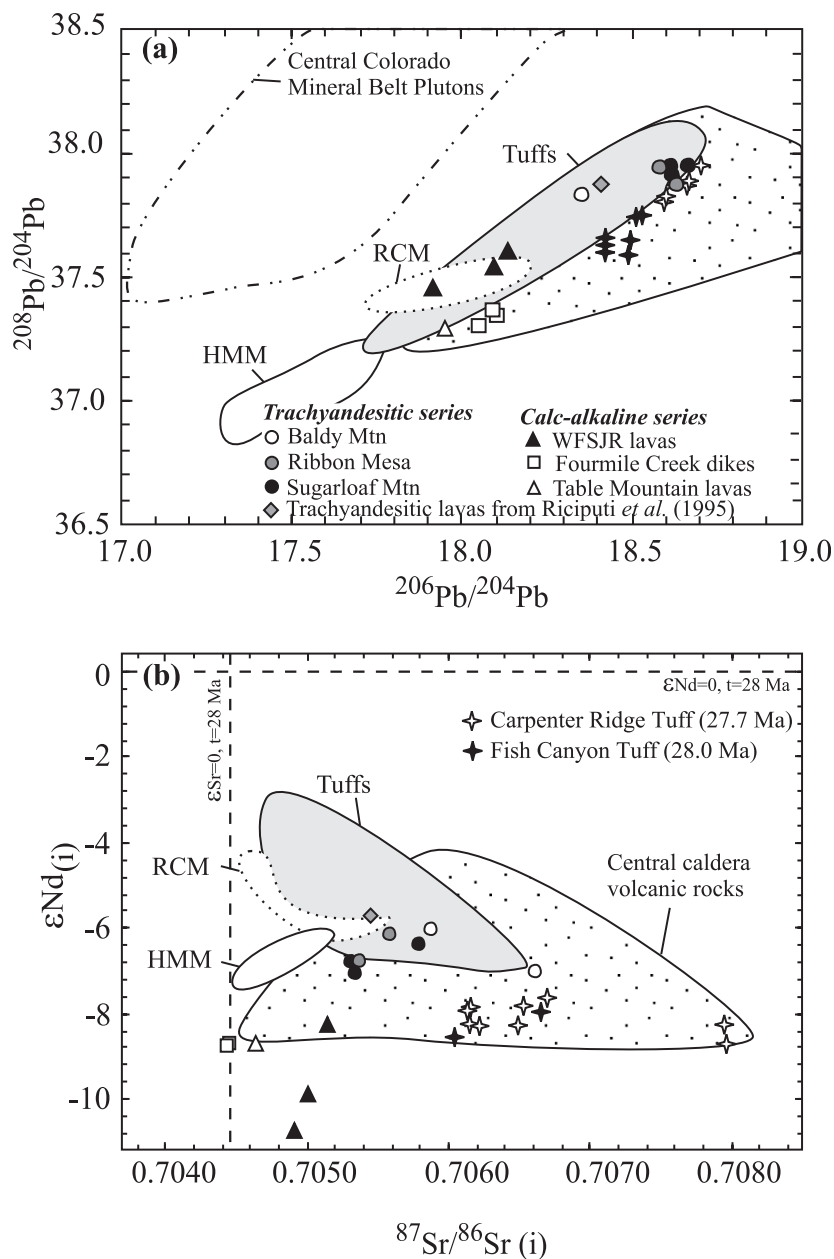 (a)
38.5
38.0
37.5
37.0
36.5
208Pb/204Pb
Central Colorado
Mineral Belt Plutons
Tuffs
RCM
HMM
Trachyandesitic series
Baldy Mtn
Ribbon Mesa
Sugarloaf Mtn
Trachyandesitic lavas from Riciputi et al. (1995)
Calc-alkaline series
WFSJR lavas
Fourmile Creek dikes
Table Mountain lavas
17.0 17.5 18.0 18.5 19.0
206Pb/204Pb
(b)
0
-2
-4
-6
-8
-10
εNd(i)
εSr=0, t=28 Ma
εNd=0, t=28 Ma
Carpenter Ridge Tuff (27.7 Ma)
Fish Canyon Tuff (28.0 Ma)
Tuffs
RCM
HMM
Central caldera
volcanic rocks
0.7040 0.7050 0.7060 0.7070 0.7080
87Sr/86Sr (i)